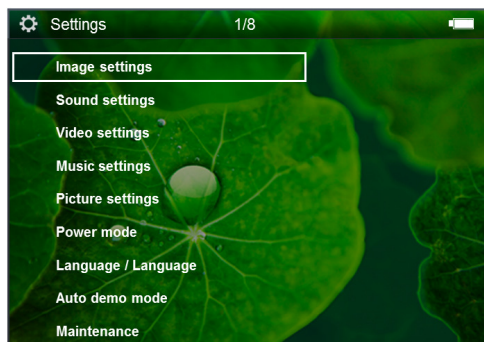 Settings 1/8
Image settings
Sound settings
Video settings
Music settings
Picture settings
Power mode
Language / Language
Auto demo mode
Maintenance